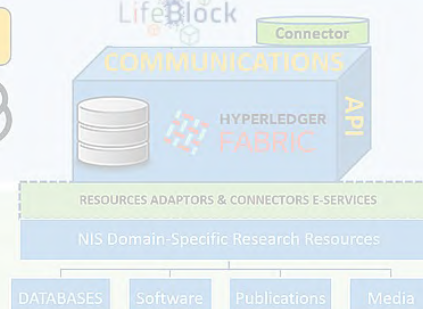 LifeBlock
Connector
COMMUNICATIONS
API
HYPERLEDGER
FABRIC
RESOURCES ADAPTORS & CONNECTORS E-SERVICES
NIS Domain-Specific Research Resources
DATABASES Software Publications Media